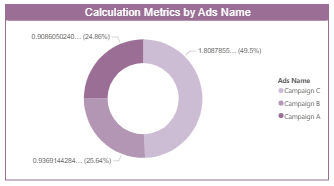 Calculation Metrics by Ads Name
0.9086050240... (24.86%)
1.8087855... (49.5%)
Ads Name
Campaign C
Campaign B
Campaign A
0.9369144284... (25.64%)